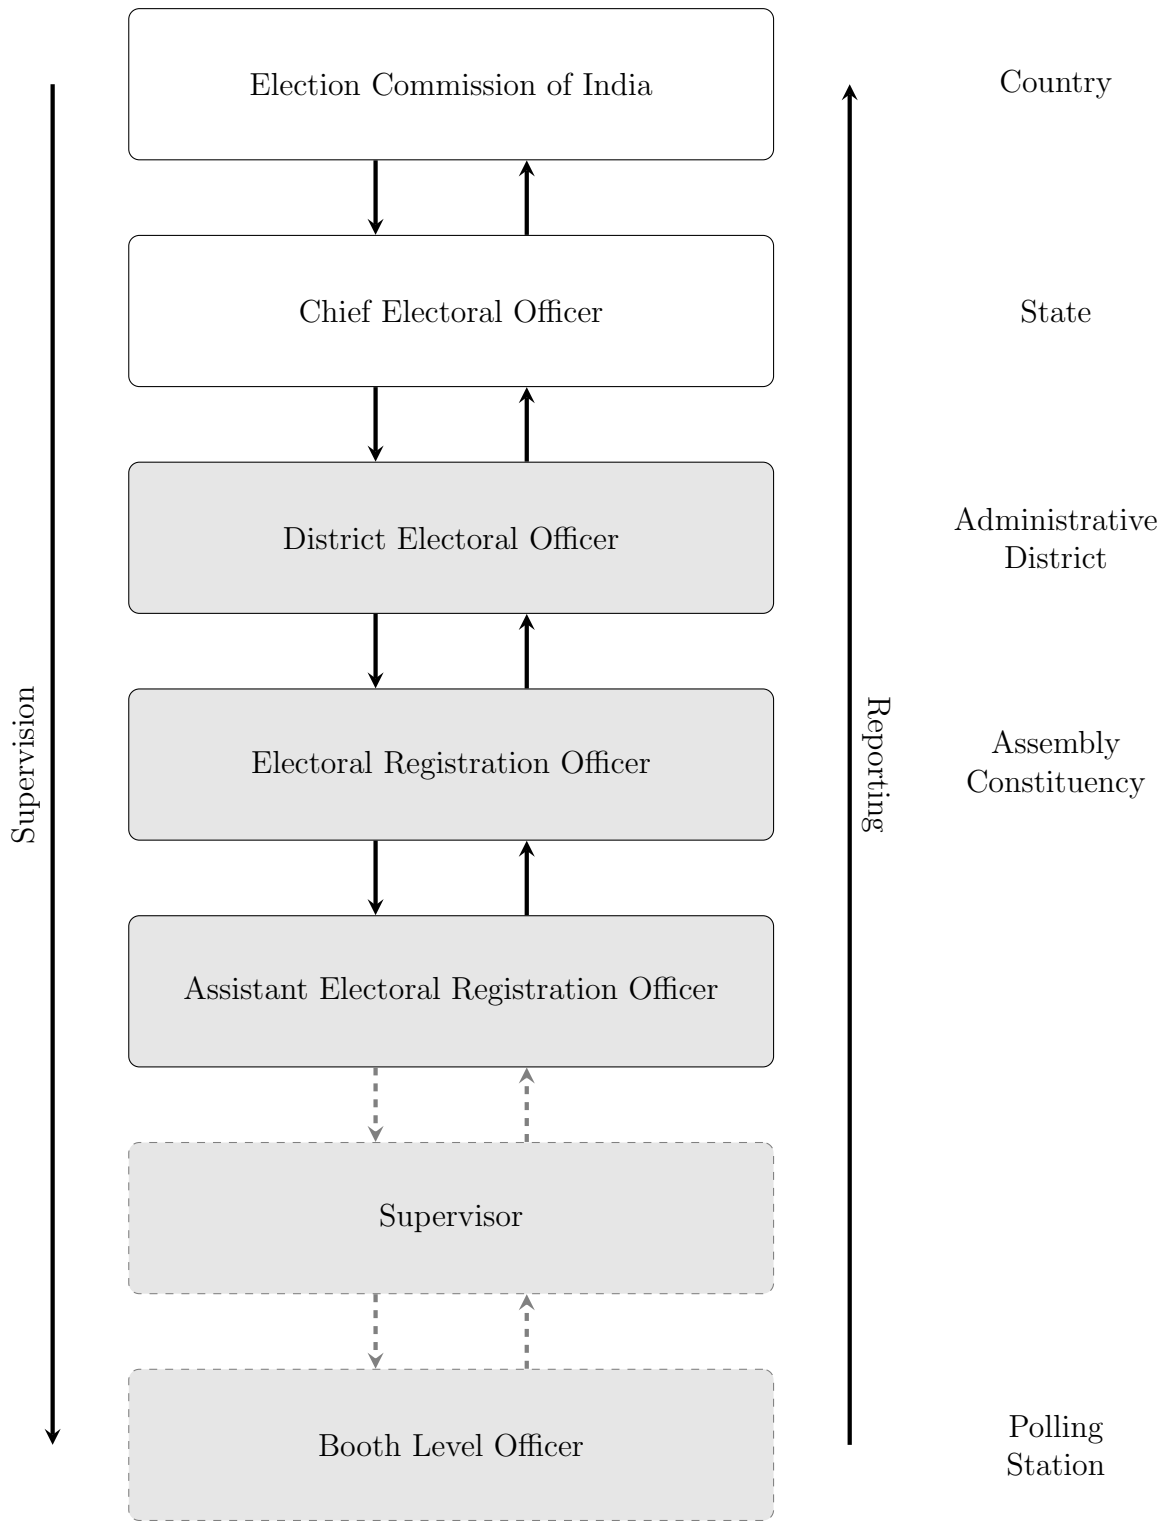 Election Commission of India
Country
Chief Electoral Officer
State
District Electoral Officer
Administrative
District
Supervision
Electoral Registration Officer
Reporting
Assembly
Constituency
Assistant Electoral Registration Officer
Supervisor
Booth Level Officer
Polling
Station